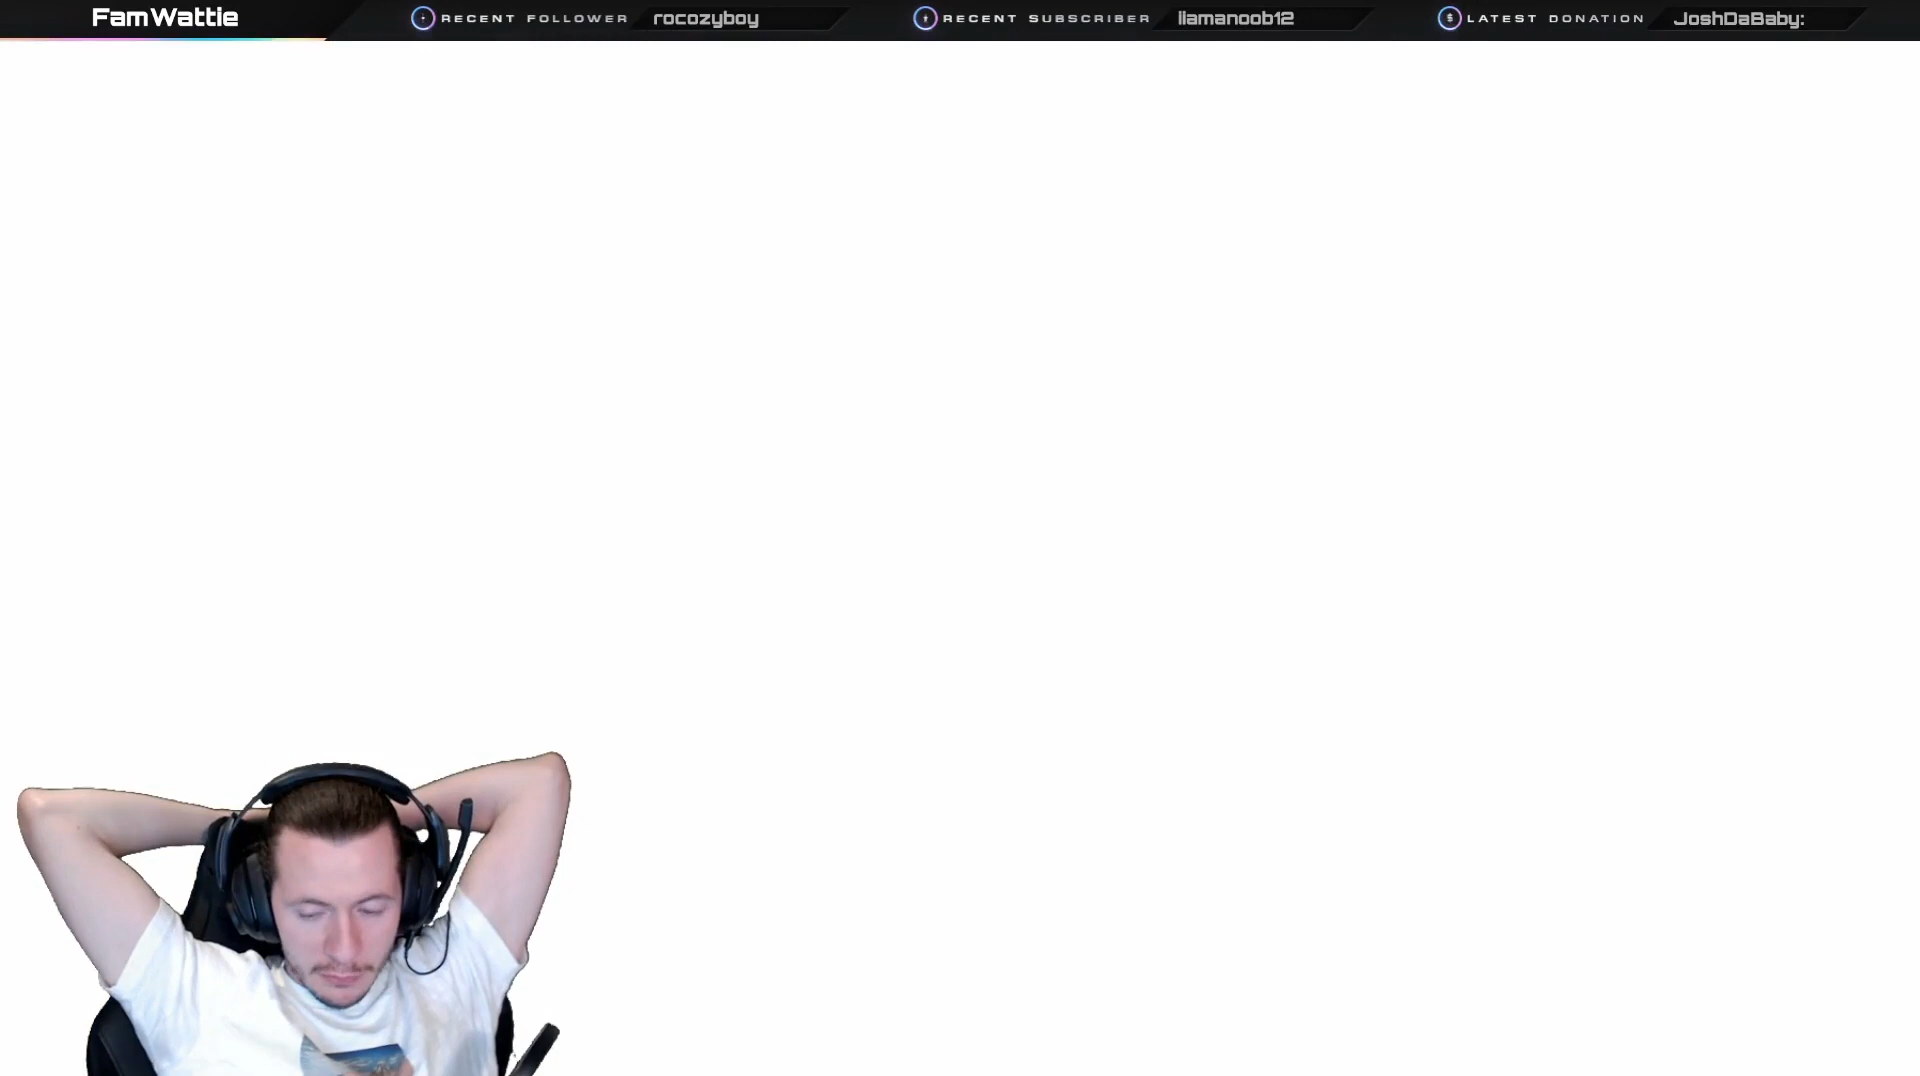 FamWattie
RECENT FOLLOWER rocozyboy
RECENT SUBSCRIBER llamanoob12
LATEST DONATION JoshDaBaby: